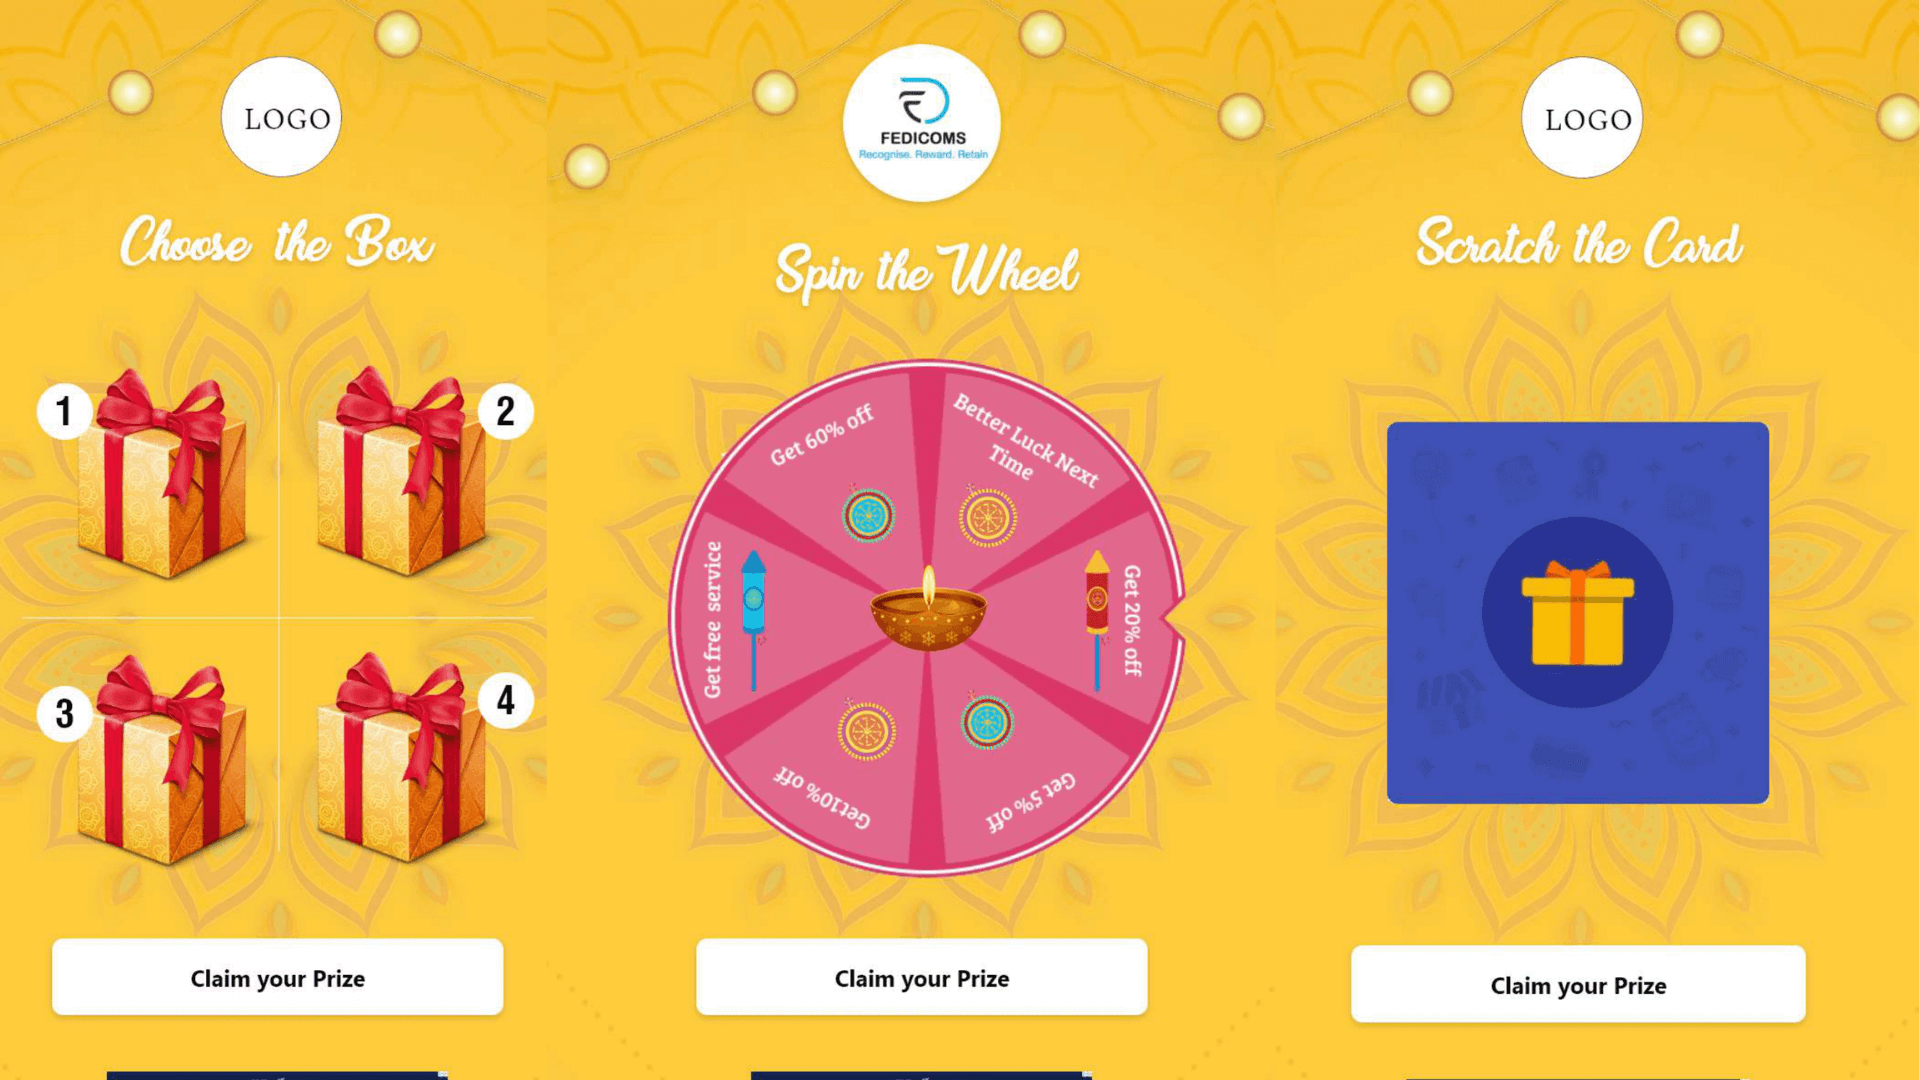 LOGO
Choose the Box
1
2
3
4
Claim your Prize
FEDICOMS
Recognise. Reward. Retain
Spin the Wheel
Get 60% off
Better Luck Next
Time
Get 20% off
Get 5% off
Get10% off
Get free service
Claim your Prize
LOGO
Scratch the Card
Claim your Prize